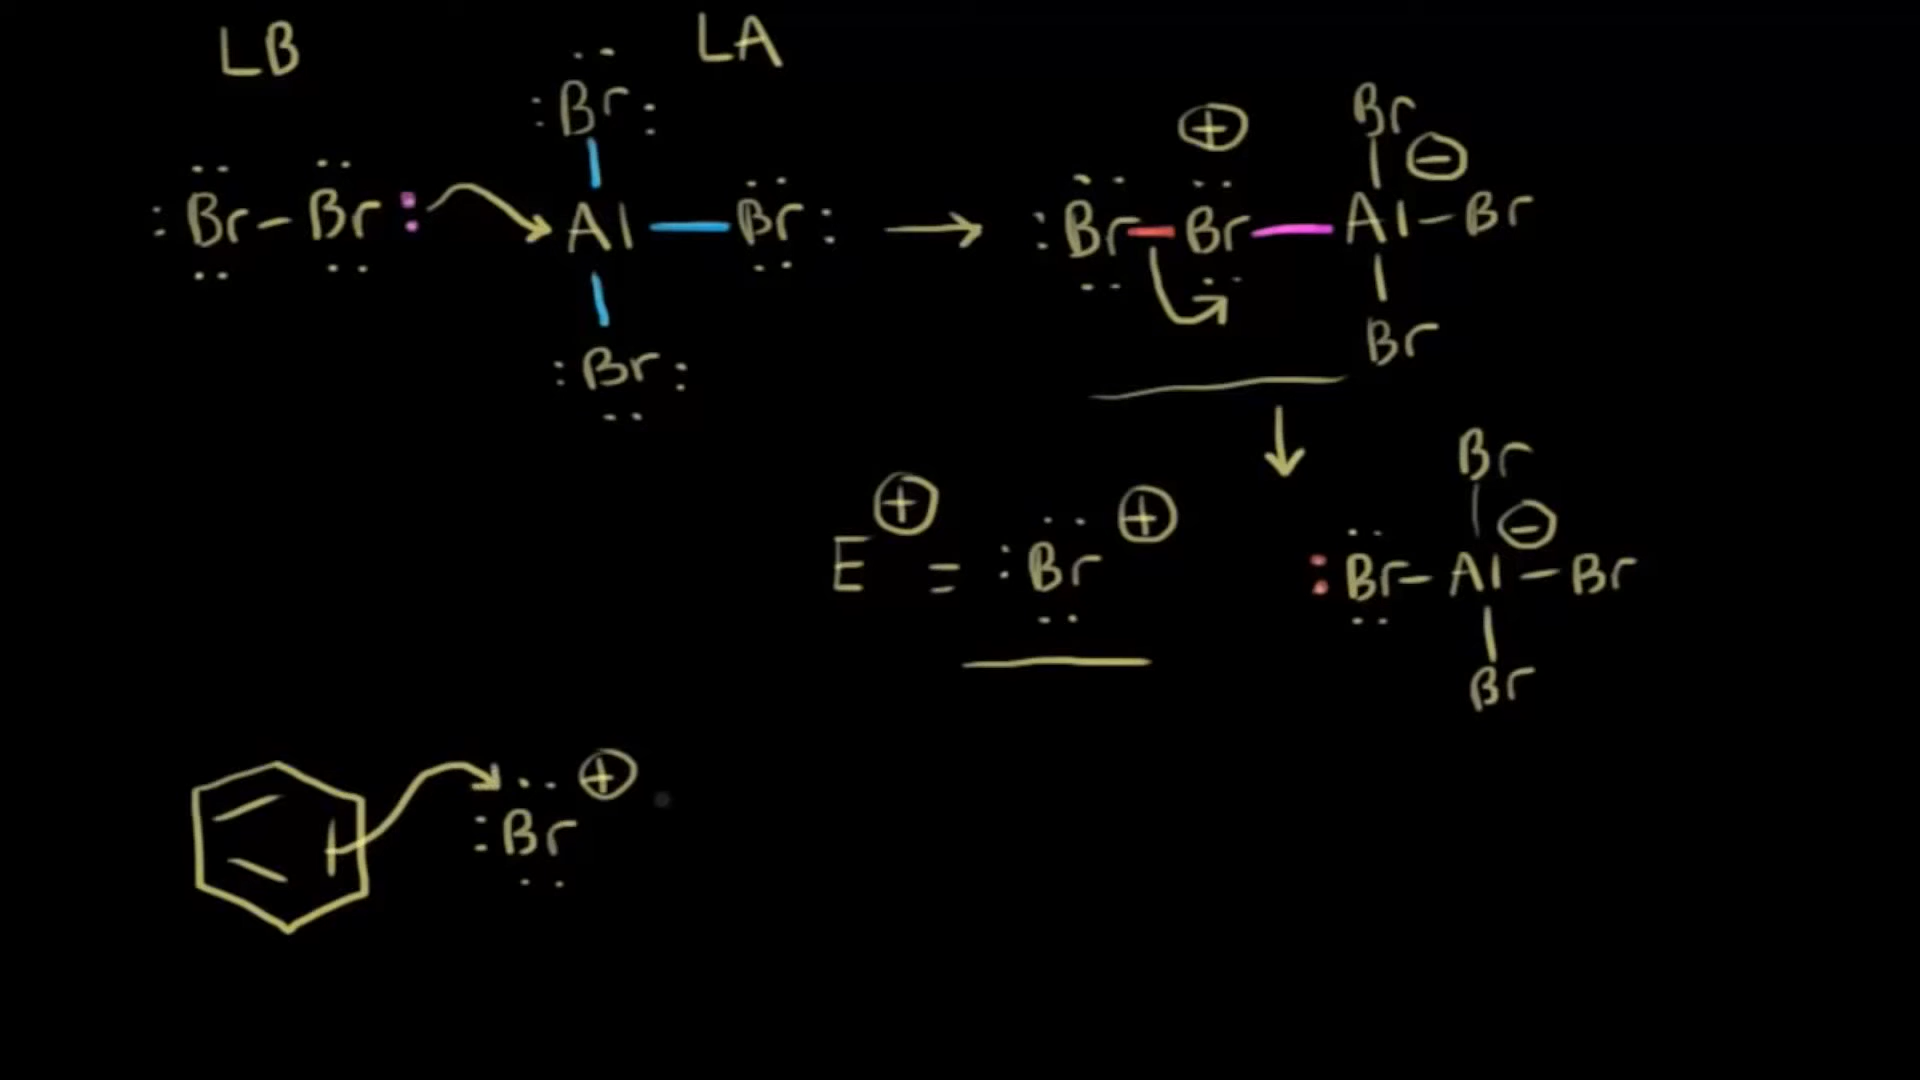 LB LA
Br Br
Br - Br : Al Br → Br Br Al - Br
Br Br
Br
E⊕ = Br⊕ Br - Al - Br
Br
Br⊕